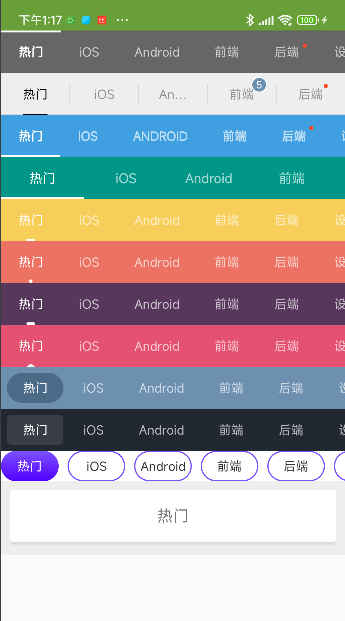 下午1:17 ... 100
热门 iOS Android 前端 后端 设
热门 iOS An... 前端 5 后端
热门 IOS ANDROID 前端 后端 设
热门 iOS Android 前端
热门 iOS Android 前端 后端 设
热门 iOS Android 前端 后端 设
热门 iOS Android 前端 后端 设
热门 iOS Android 前端 后端 设
热门 iOS Android 前端 后端
热门 iOS Android 前端 后端 设
热门 iOS Android 前端 后端
热门